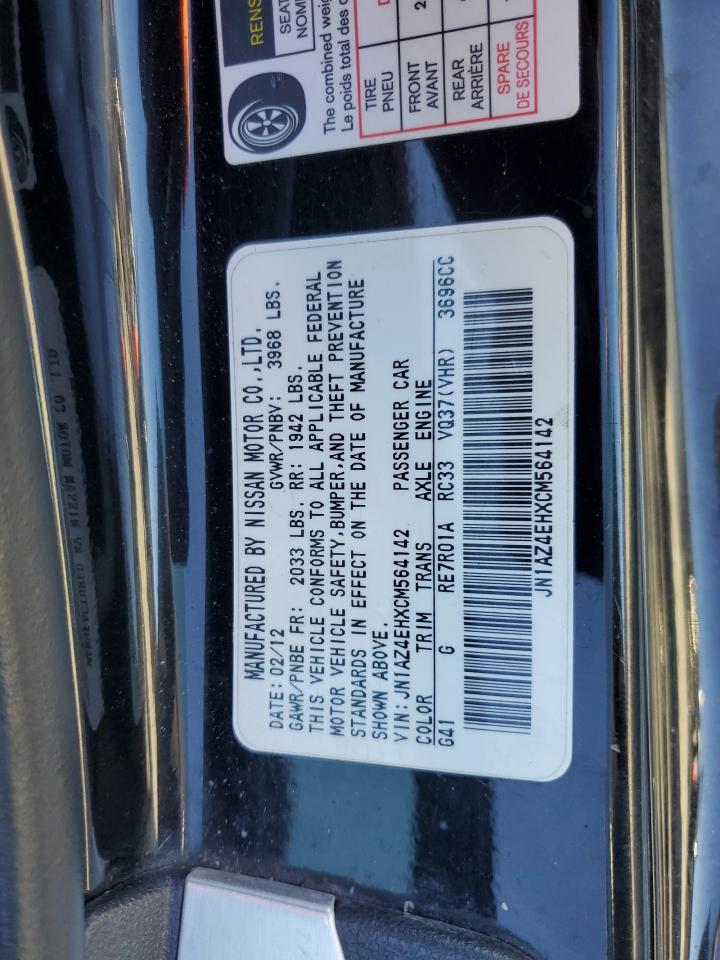 RENS
SEAT
NOM
The combined weig
Le poids total des o
TIRE
PNEU
FRONT
AVANT
2
REAR
ARRIÈRE
SPARE
DE SECOURS
MANUFACTURED BY NISSAN MOTOR CO.,LTD.
DATE: 02/12 GVWR/PNBV: 3968 LBS.
GAWR/PNBE FR: 2033 LBS. RR: 1942 LBS.
THIS VEHICLE CONFORMS TO ALL APPLICABLE FEDERAL
MOTOR VEHICLE SAFETY,BUMPER,AND THEFT PREVENTION
STANDARDS IN EFFECT ON THE DATE OF MANUFACTURE
SHOWN ABOVE.
VIN: JN1AZ4EHXCM564142 PASSENGER CAR
COLOR TRIM TRANS AXLE ENGINE
G41 G RE7R01A RC33 VQ37(VHR) 3696CC
JN1AZ4EHXCM564142